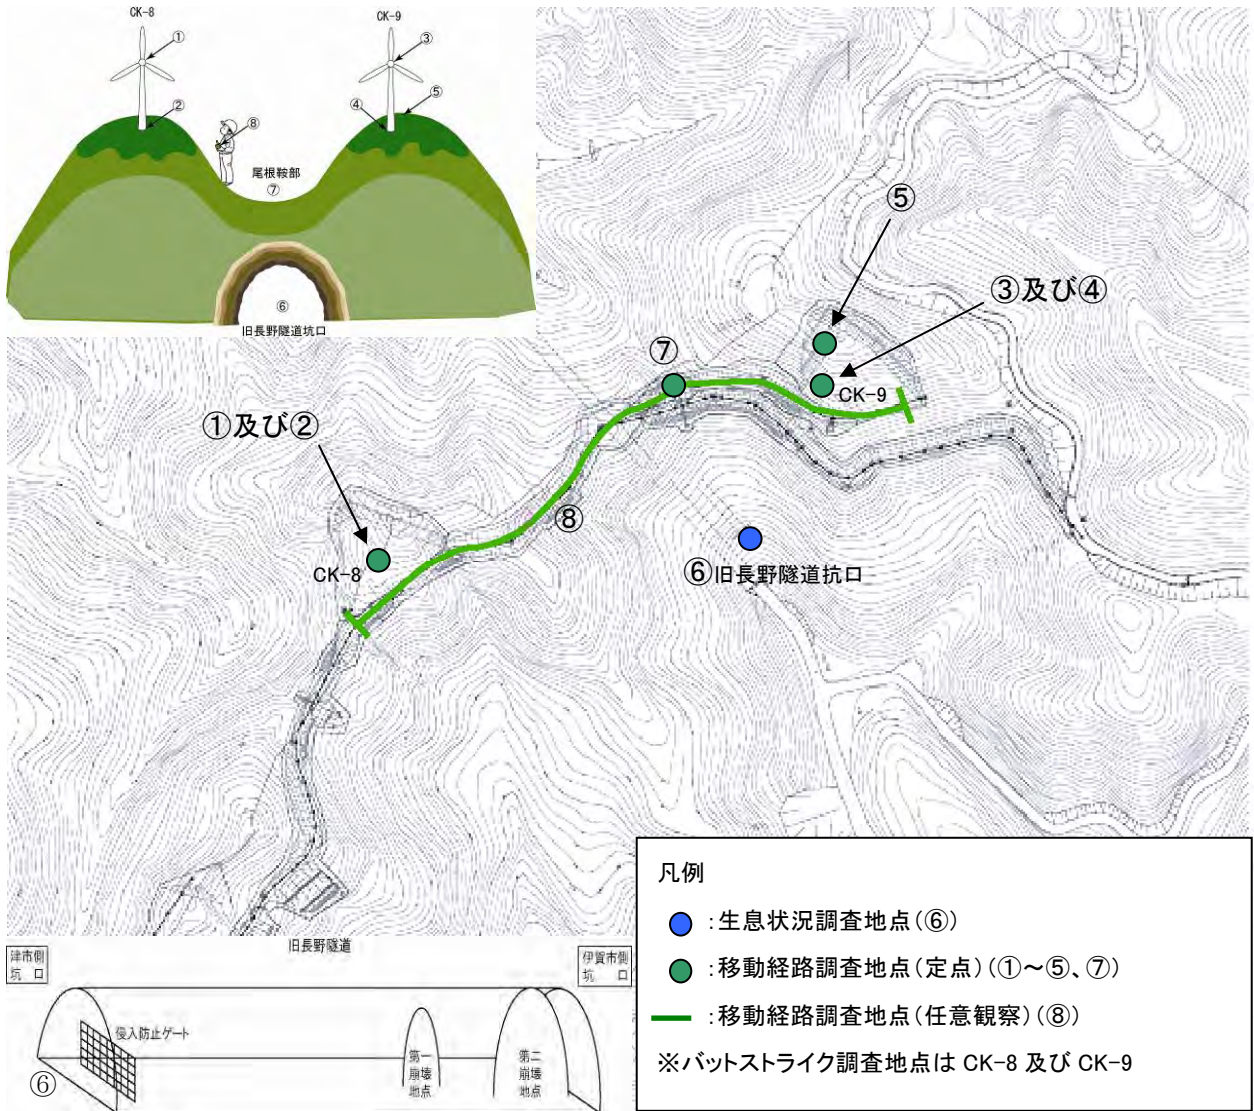 CK-8
CK-9
①
③
②
④
⑤
⑧
尾根鞍部
⑦
⑥
旧長野隧道坑口
⑤
③及び④
⑦
CK-9
①及び②
⑧
CK-8
⑥旧長野隧道抗口
旧長野隧道
津市側
坑 口
伊賀市側
坑 口
侵入防止ゲート
第一
崩壊
地点
第二
崩壊
地点
⑥
凡例
:生息状況調査地点(⑥)
:移動経路調査地点(定点)(①~⑤、⑦)
:移動経路調査地点(任意観察)(⑧)
※バットストライク調査地点は CK-8 及び CK-9